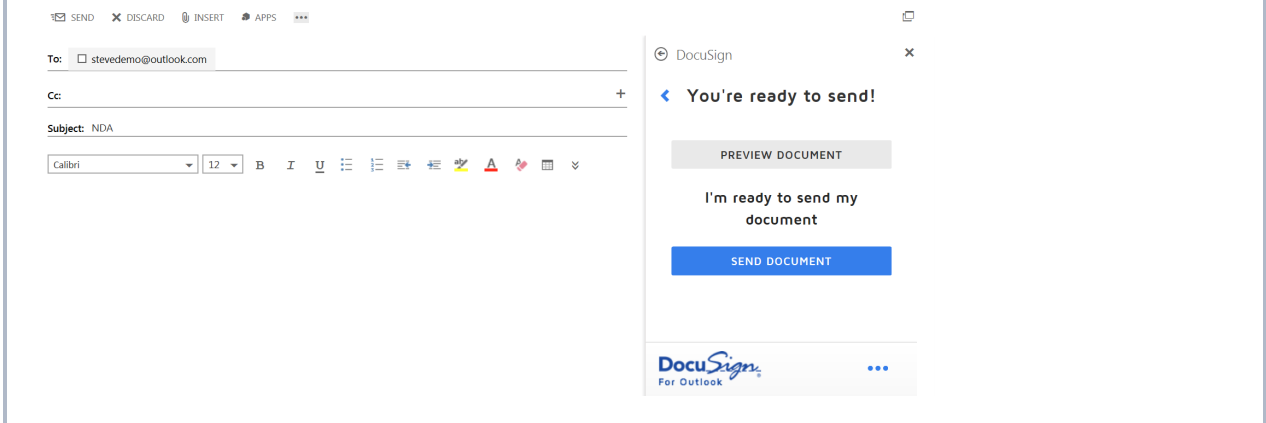 SEND DISCARD INSERT APPS •••
To: stevedemo@outlook.com
Cc:
Subject: NDA
Calibri 12 B I U aby A
DocuSign
You're ready to send!
PREVIEW DOCUMENT
I'm ready to send my
document
SEND DOCUMENT
DocuSign®
For Outlook